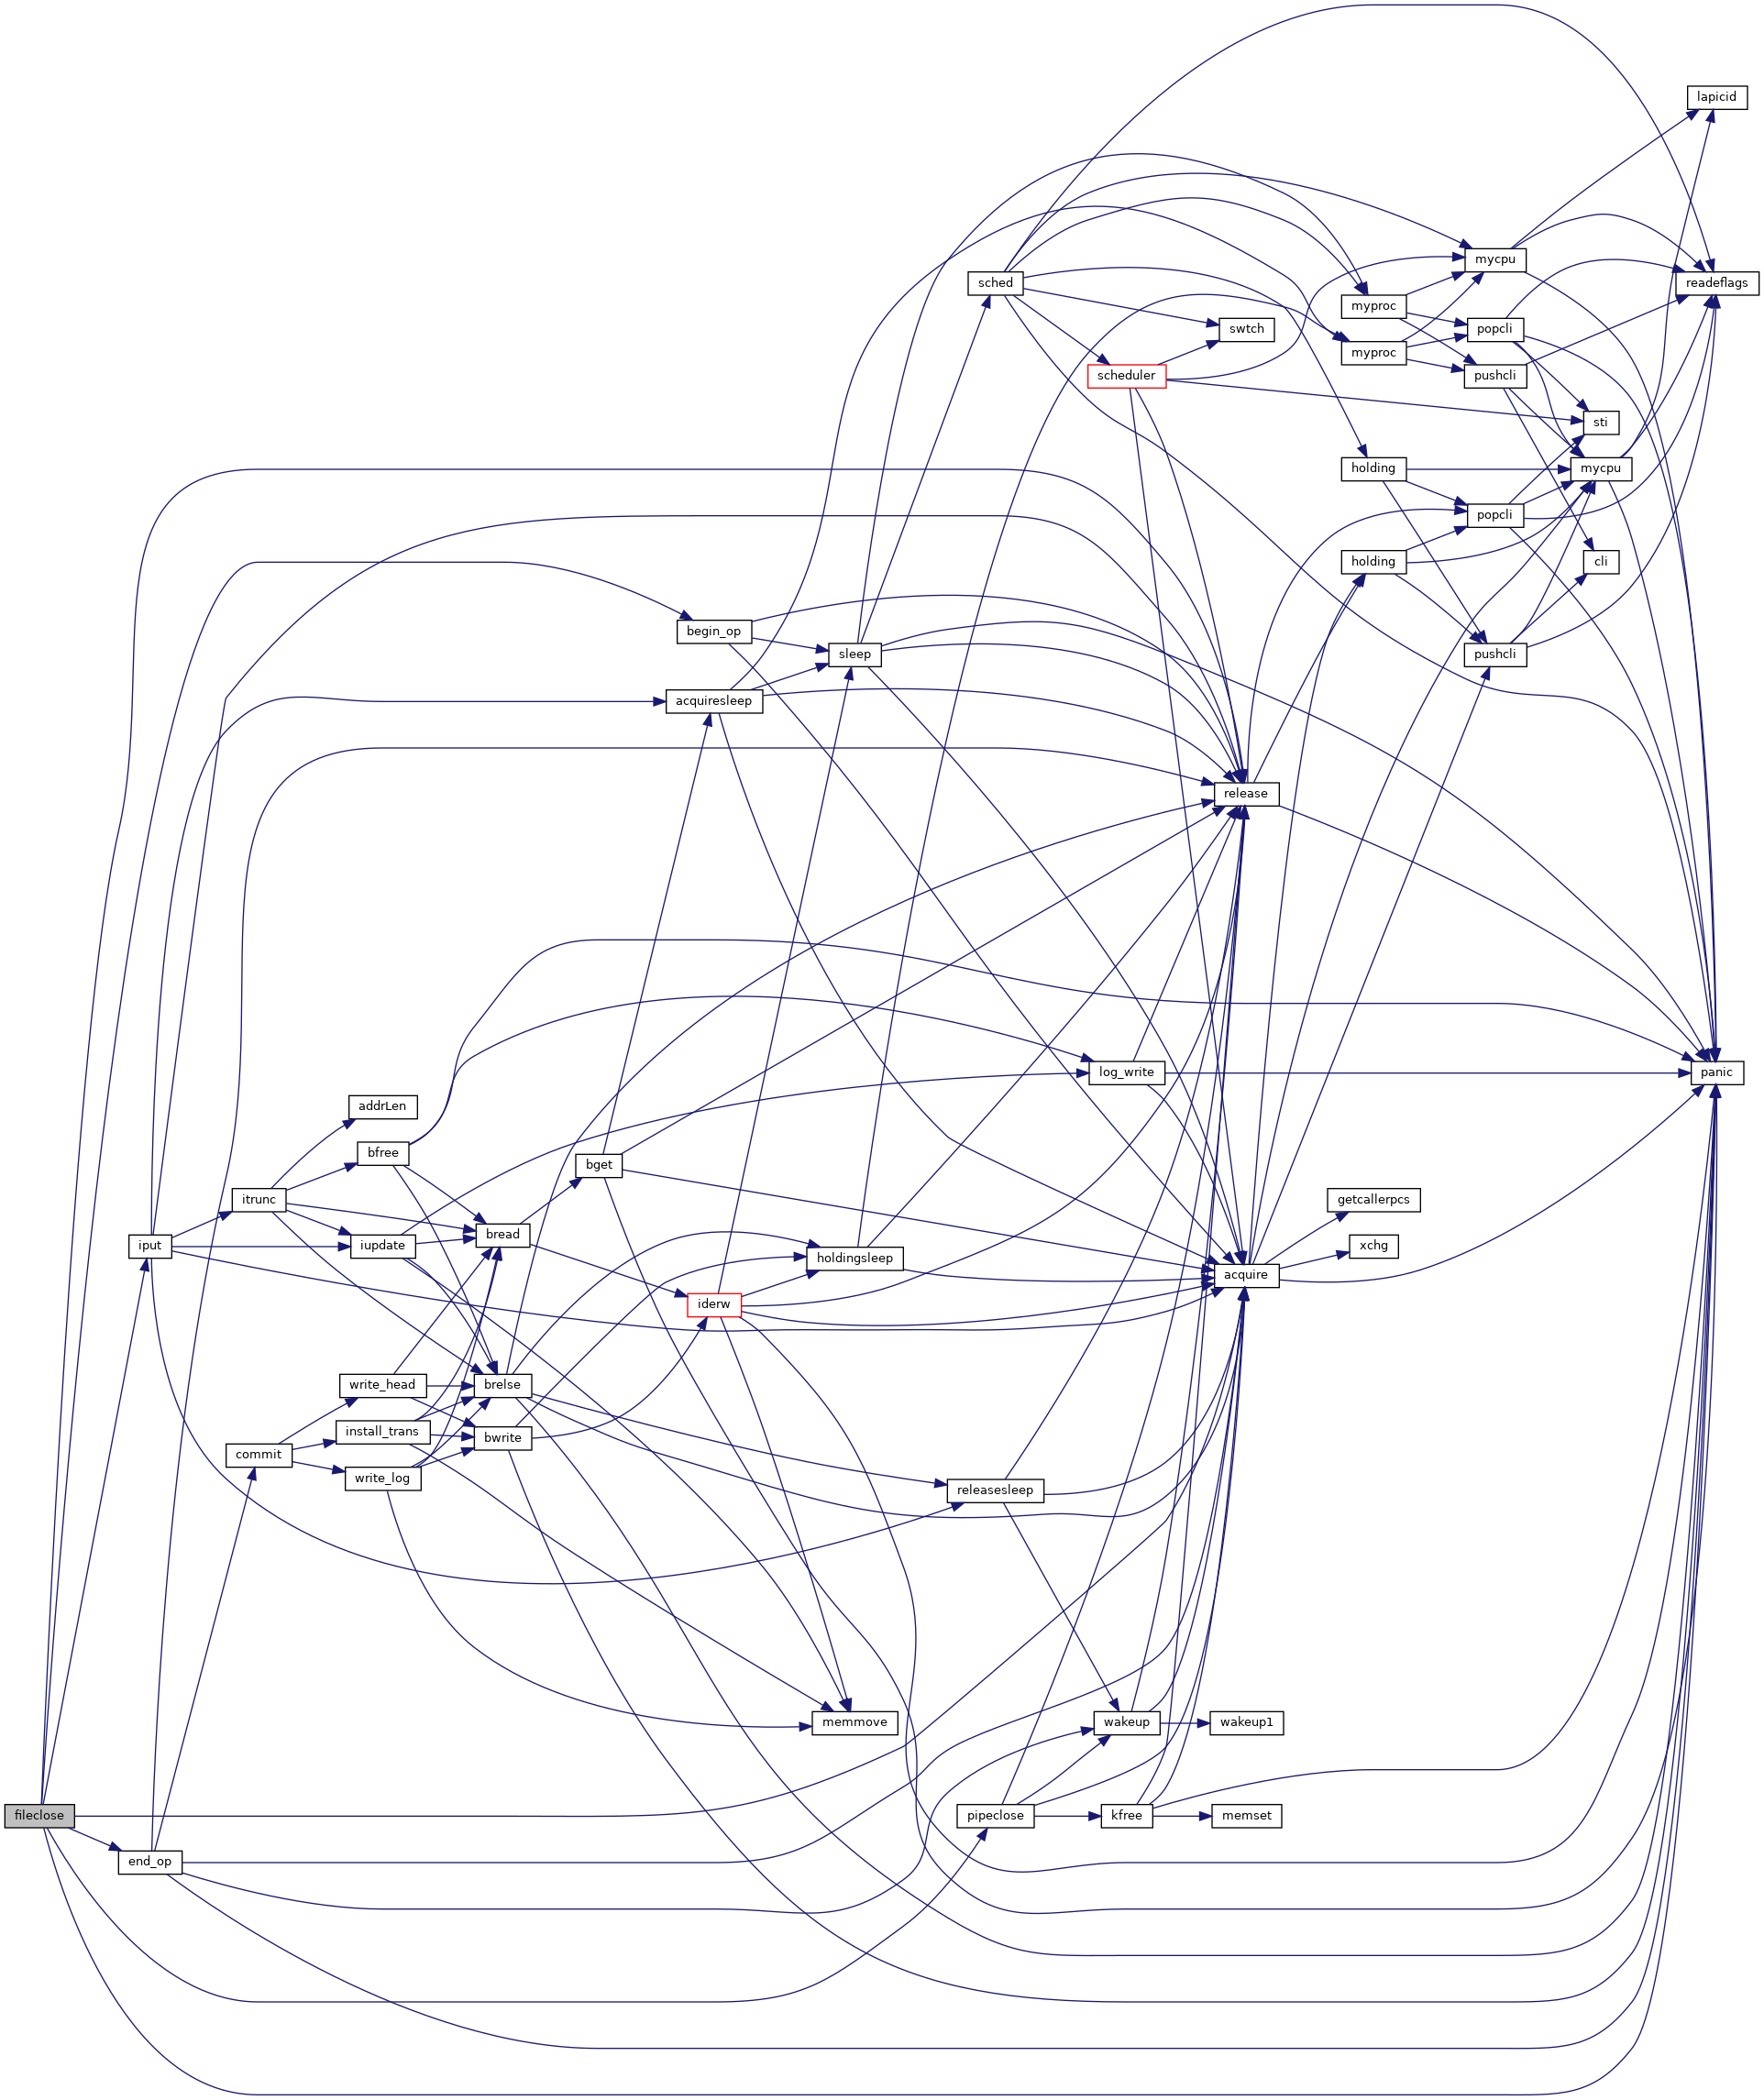 lapicid
mycpu
sched
readeflags
myproc
swtch
popcli
myproc
scheduler
pushcli
sti
holding
mycpu
popcli
holding
cli
begin_op
sleep
pushcli
acquiresleep
release
log_write
panic
addrLen
bfree
bget
itrunc
getcallerpcs
bread
iput
iupdate
xchg
holdingsleep
acquire
iderw
write_head
brelse
install_trans
bwrite
commit
write_log
releasesleep
memmove
wakeup
wakeup1
fileclose
pipeclose
kfree
memset
end_op